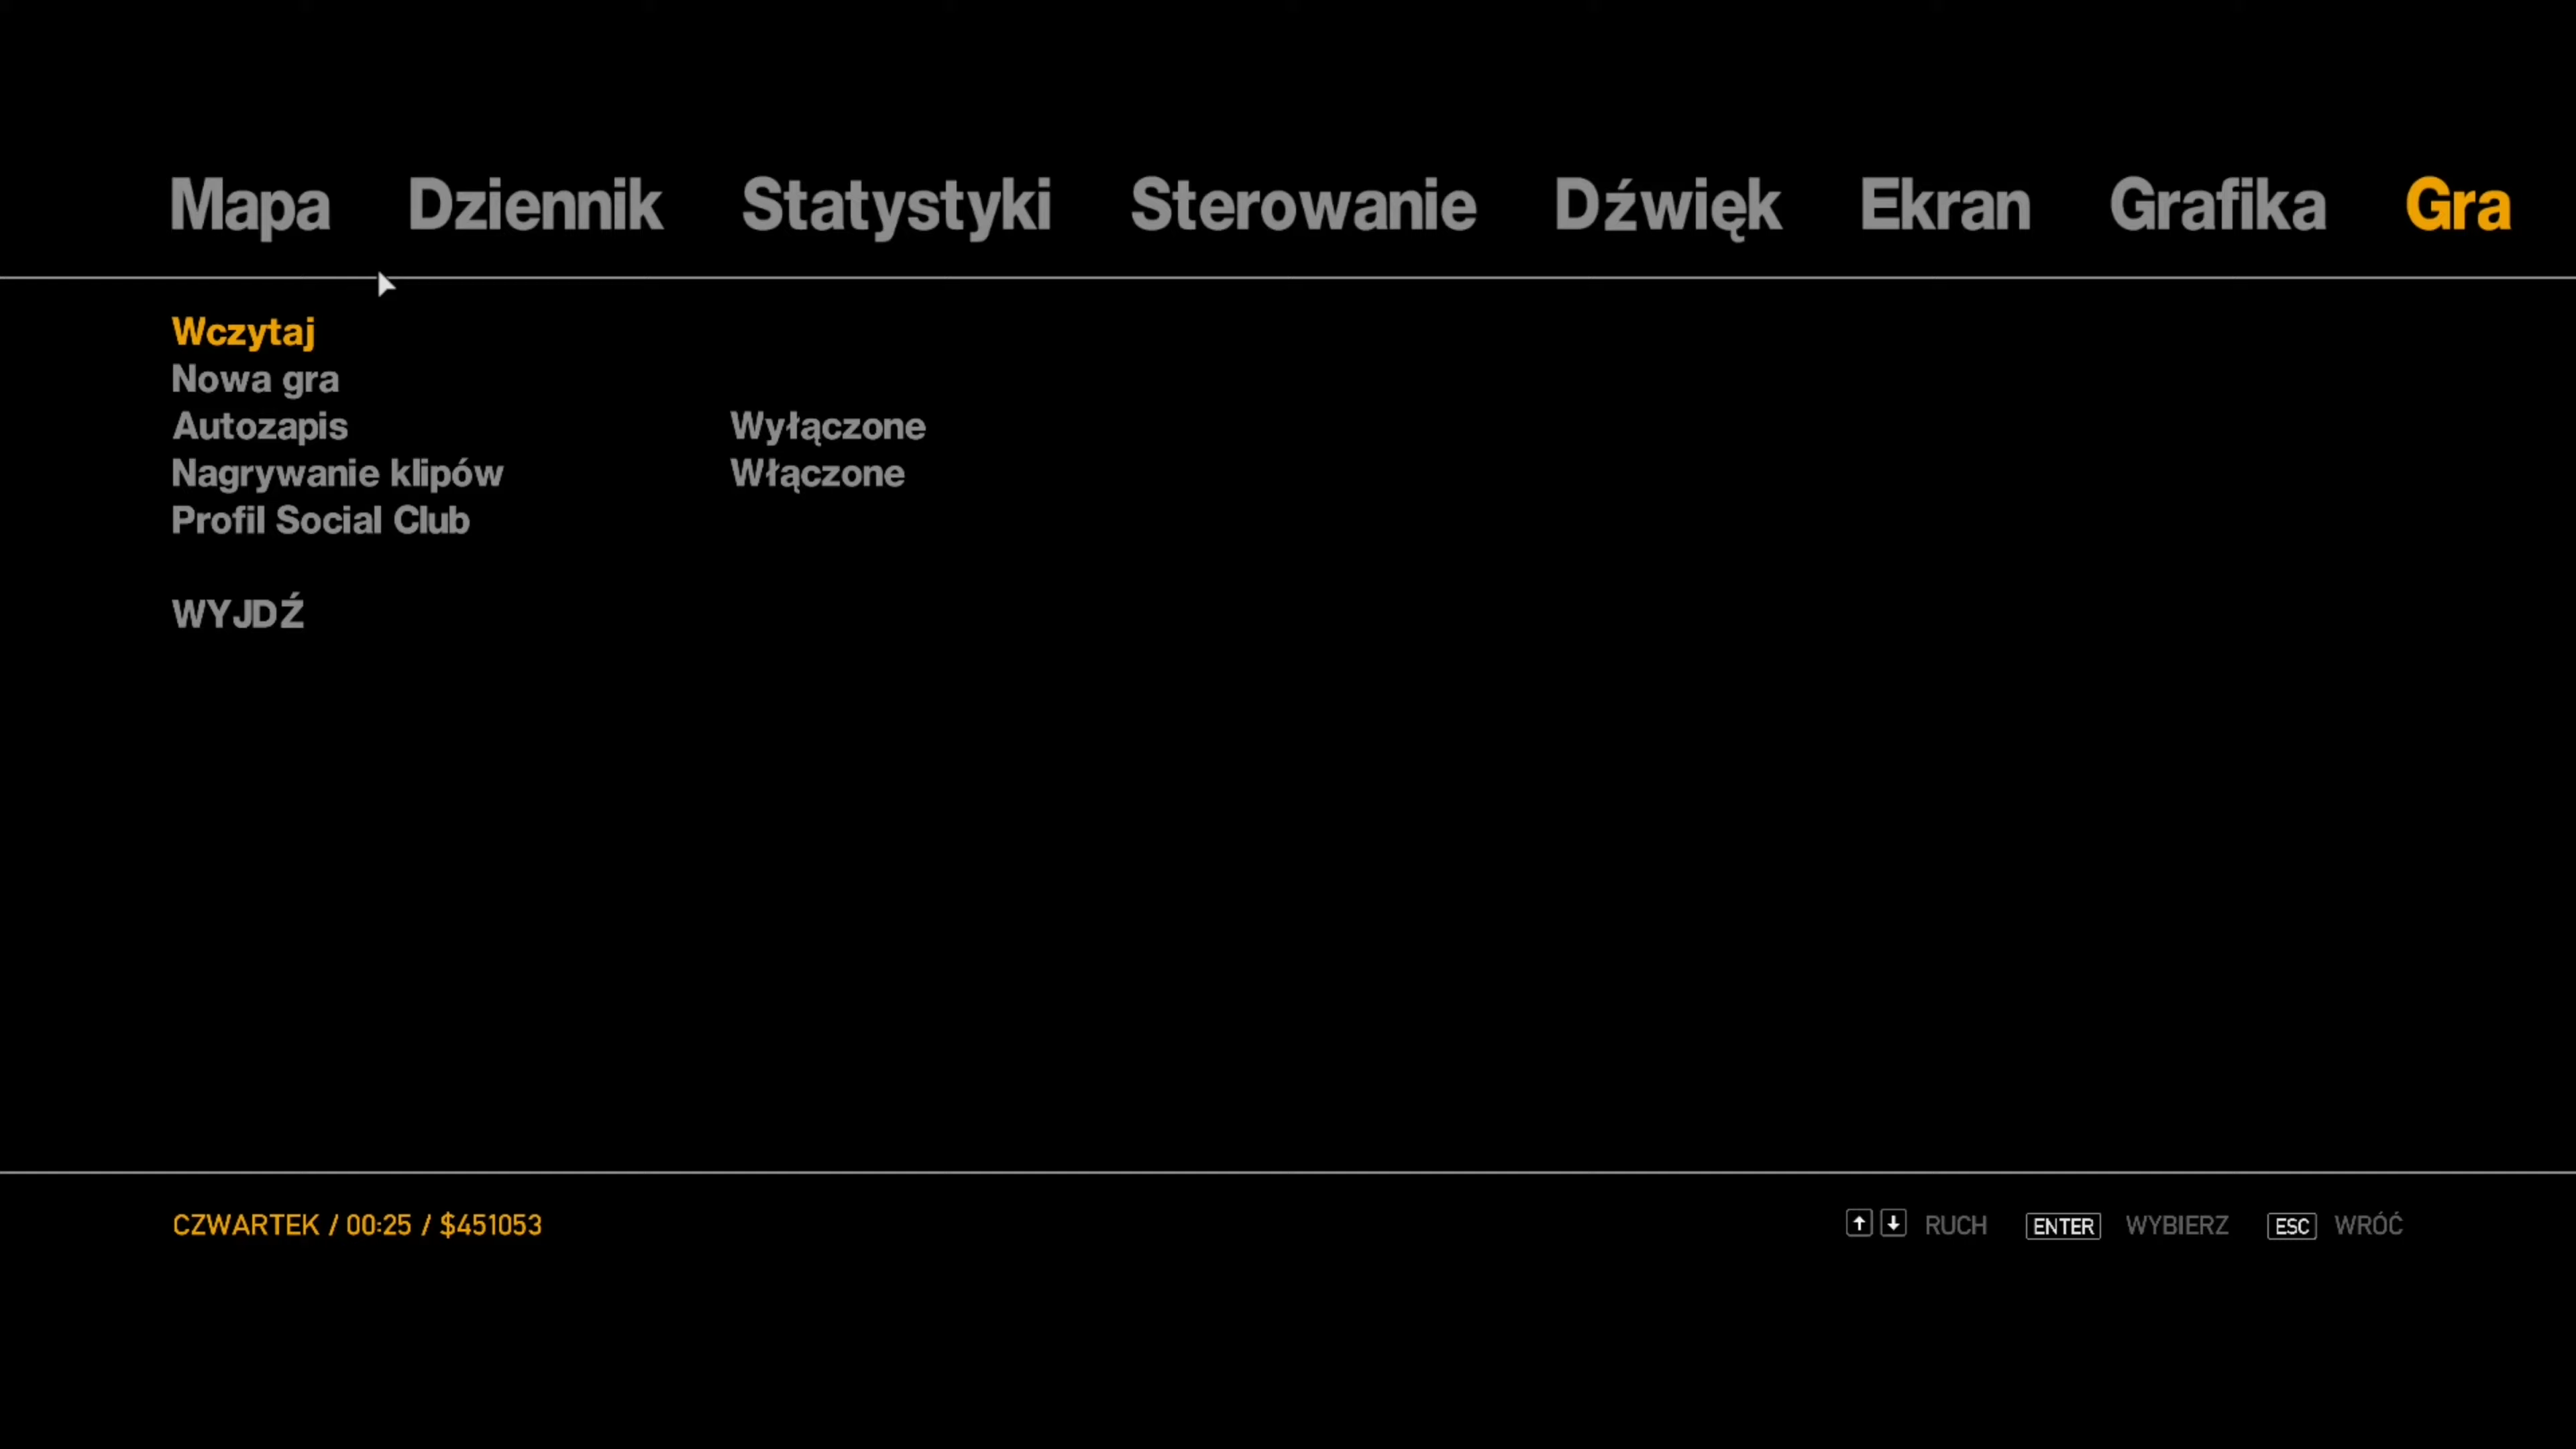 Mapa Dziennik Statystyki Sterowanie Dźwięk Ekran Grafika Gra
Wczytaj
Nowa gra
Autozapis Wyłączone
Nagrywanie klipów Włączone
Profil Social Club
WYJDŹ
CZWARTEK / 00:25 / $451053 ↑ ↓ RUCH ENTER WYBIERZ ESC WRÓĆ